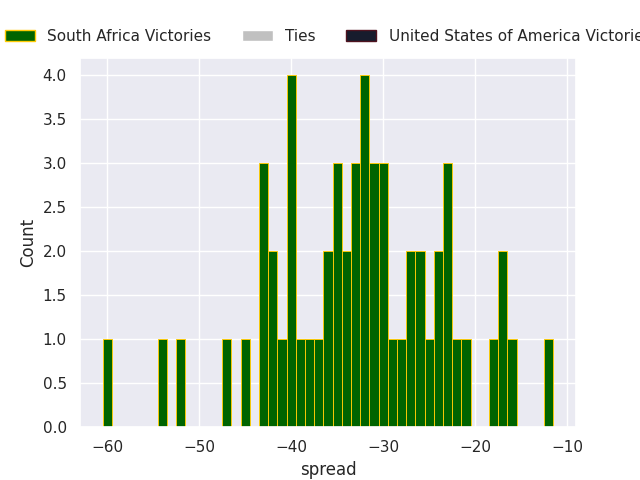 South Africa Victories Ties United States of America Victorie
4.0
3.5
3.0
2.5
2.0
1.5
1.0
0.5
0.0
Count
−60 −50 −40 −30 −20 −10
spread